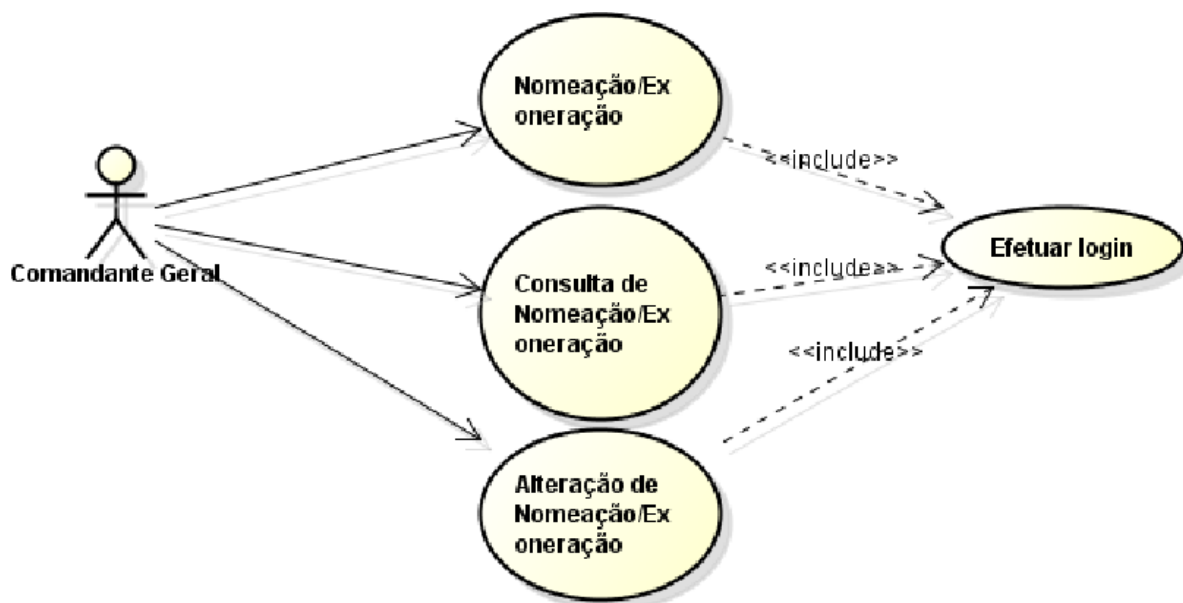 Nomeação/Ex
oneração
<<include>>
Comandante Geral
Consulta de
Nomeação/Ex
oneração
<<include>>
Efetuar login
<<include>>
Alteração de
Nomeação/Ex
oneração